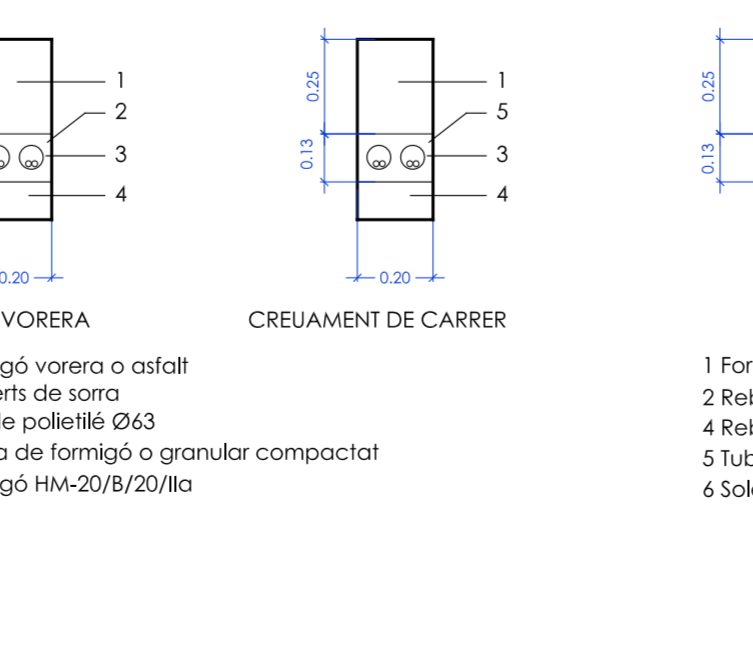 1
2
3
4
0.20
VORERA
0.25
0.13
1
5
3
4
0.20
CREUAMENT DE CARRER
0.25
0.13
gó vorera o asfalt
erts de sorra
le polietilé Ø63
a de formigó o granular compactat
gó HM-20/B/20/IIa
1 For
2 Reb
4 Reb
5 Tub
6 Sol